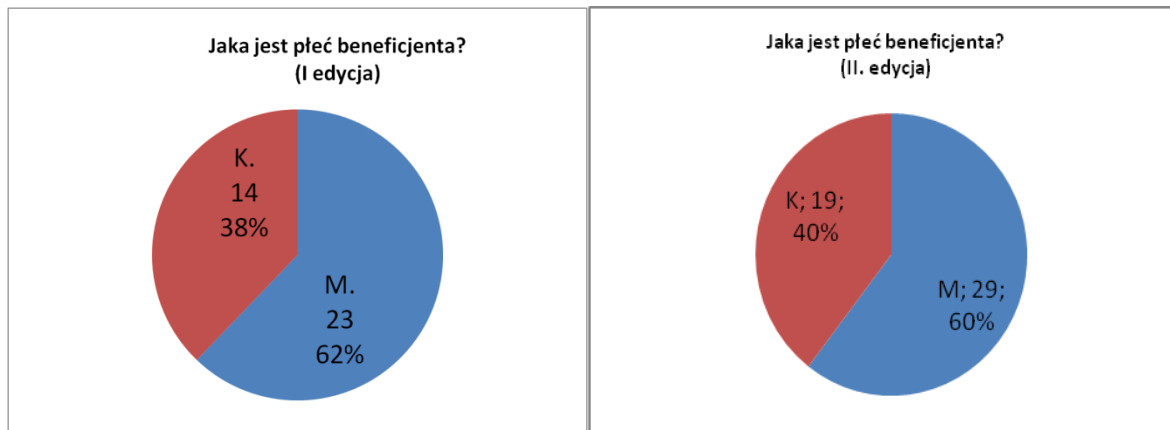 Jaka jest płeć beneficjenta?
(I edycja)
K.
14
38%
M.
23
62%
Jaka jest płeć beneficjenta?
(II. edycja)
K; 19;
40%
M; 29;
60%